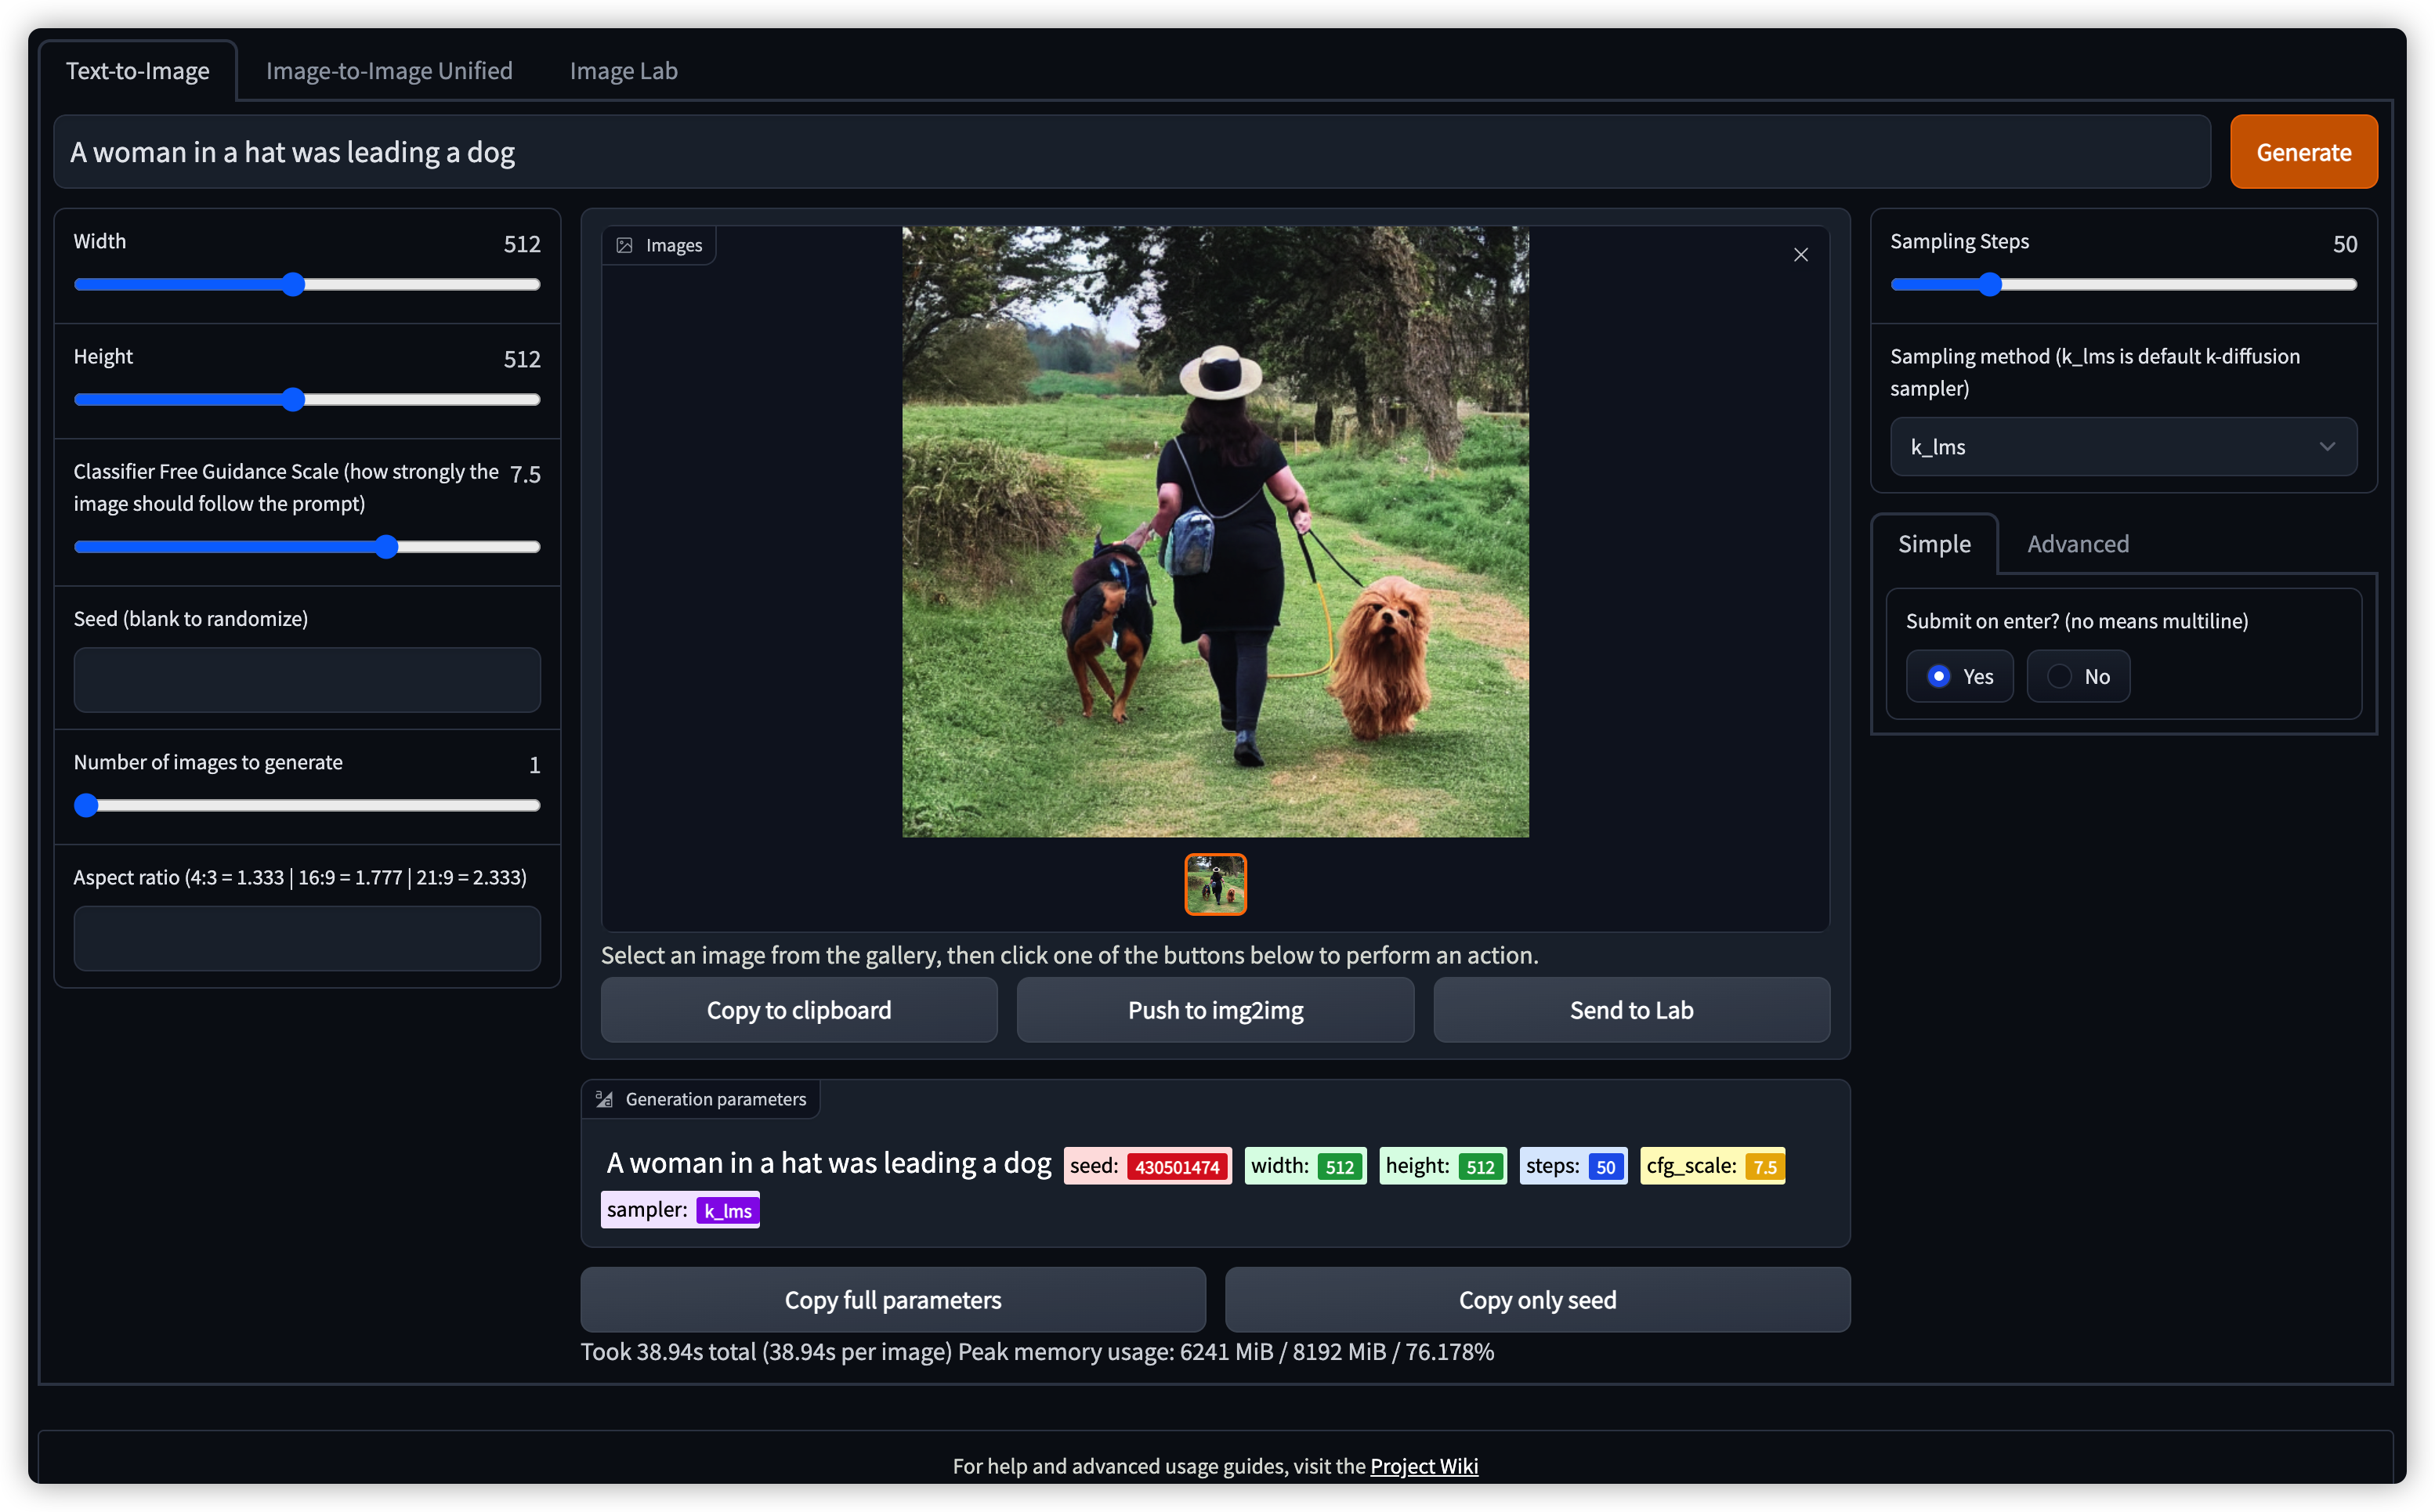 Text-to-Image
Image-to-Image Unified
Image Lab
A woman in a hat was leading a dog
Generate
Width
512
Height
512
Classifier Free Guidance Scale (how strongly the
image should follow the prompt)
7.5
Seed (blank to randomize)
Number of images to generate
1
Aspect ratio (4:3 = 1.333 | 16:9 = 1.777 | 21:9 = 2.333)
Images
Select an image from the gallery, then click one of the buttons below to perform an action.
Copy to clipboard
Push to img2img
Send to Lab
Generation parameters
A woman in a hat was leading a dog seed: 430501474 width: 512 height: 512 steps: 50 cfg_scale: 7.5
sampler: k_lms
Copy full parameters
Copy only seed
Took 38.94s total (38.94s per image) Peak memory usage: 6241 MiB / 8192 MiB / 76.178%
Sampling Steps
50
Sampling method (k_lms is default k-diffusion
sampler)
k_lms
Simple
Advanced
Submit on enter? (no means multiline)
Yes
No
For help and advanced usage guides, visit the Project Wiki